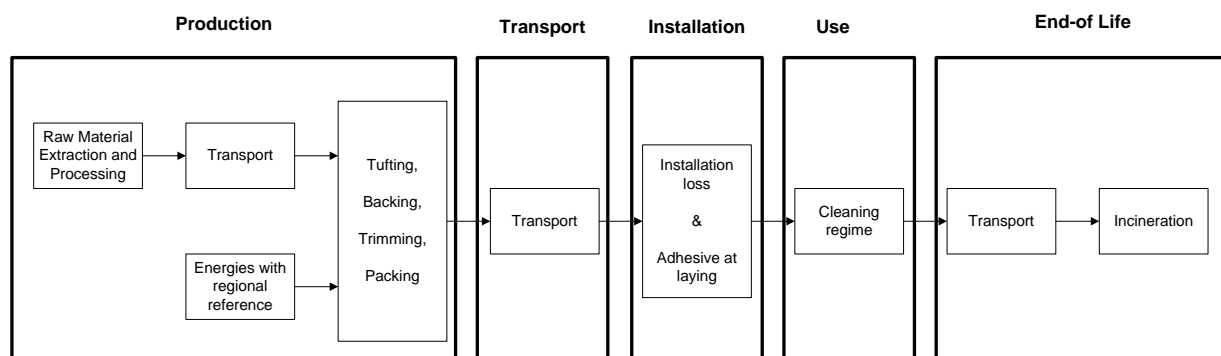 Production
Transport
Installation
Use
End-of Life
Raw Material
Extraction and
Processing
Transport
Energies with
regional
reference
Tufting,
Backing,
Trimming,
Packing
Transport
Installation
loss
&
Adhesive at
laying
Cleaning
regime
Transport
Incineration